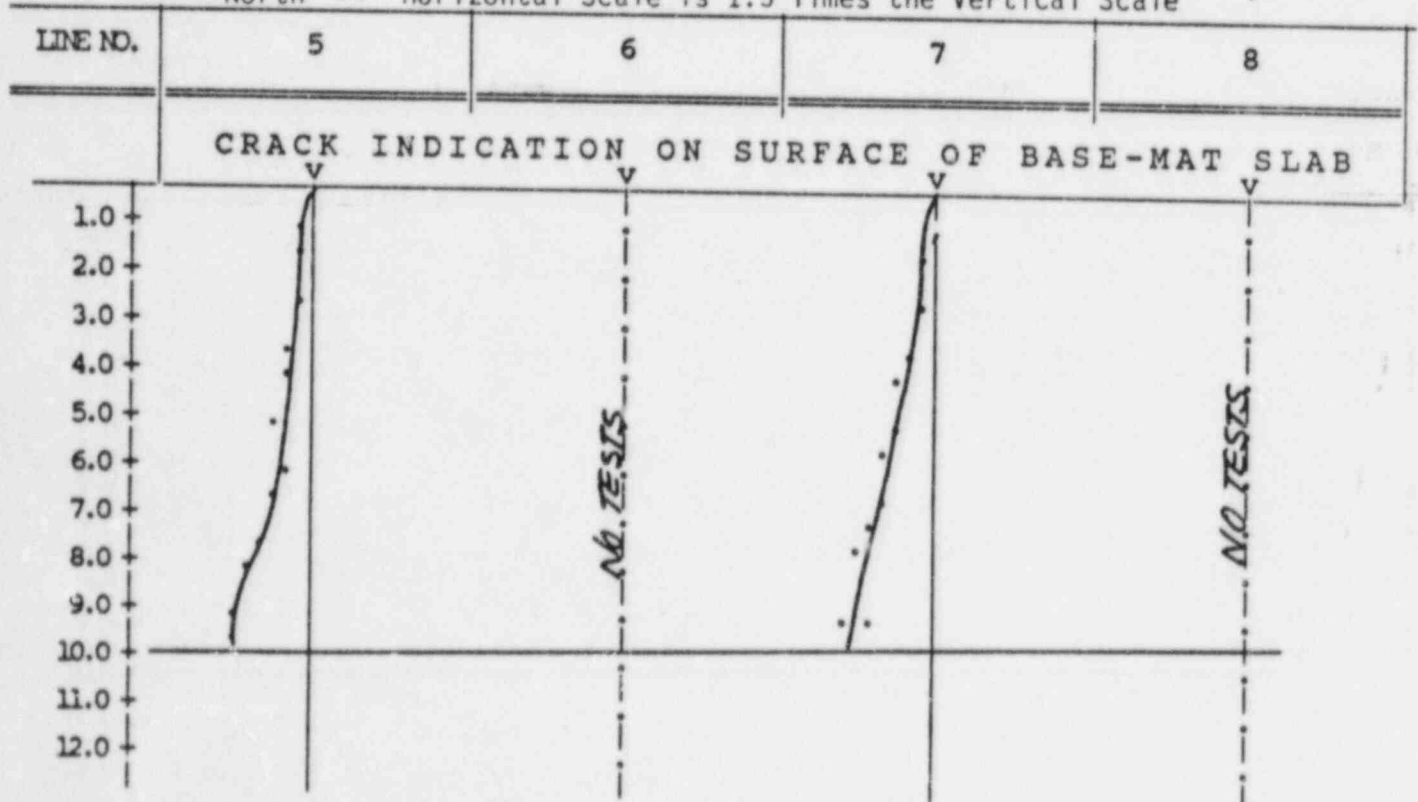 North Horizontal Scale is 1.5 Times the Vertical Scale
LINE NO. 5 6 7 8
CRACK INDICATION ON SURFACE OF BASE-MAT SLAB
V V V V
1.0
2.0
3.0
4.0
5.0
6.0
7.0
8.0
9.0
10.0
11.0
12.0
NO TESTS
NO TESTS